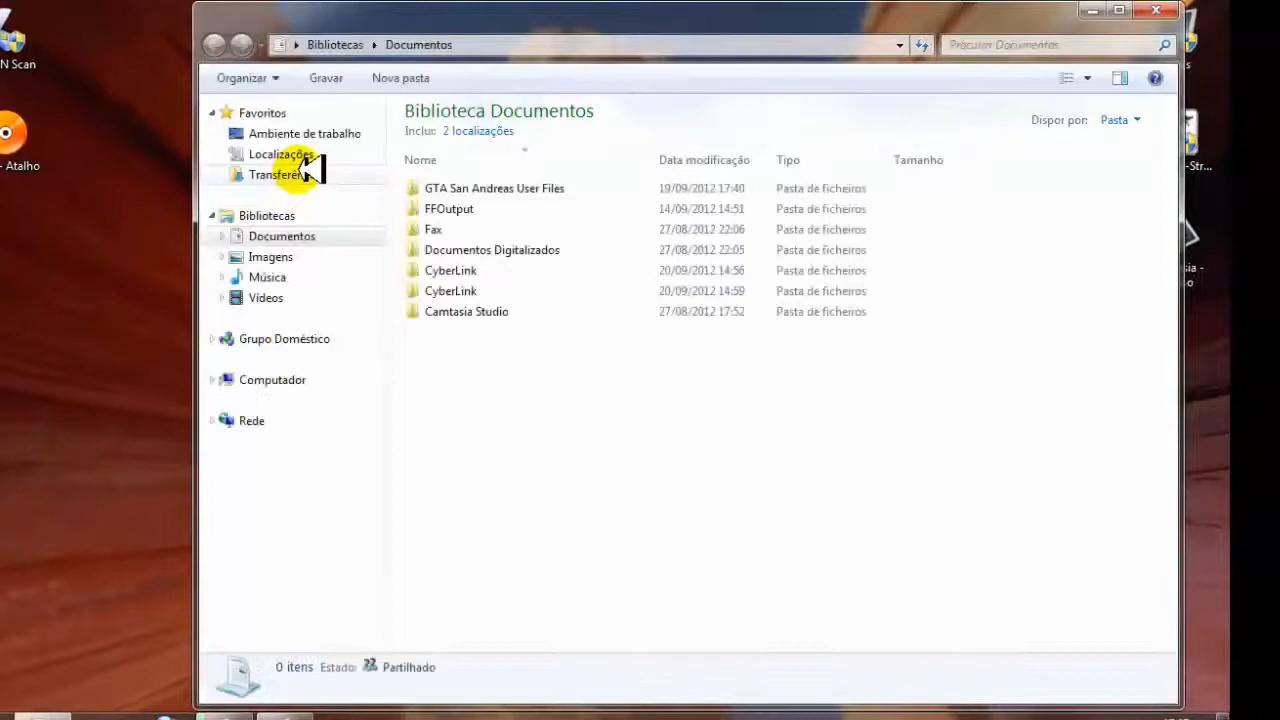 N Scan
- Atalho
Bibliotecas Documentos
Procurar Documentos
Organizar Gravar Nova pasta
Favoritos
Ambiente de trabalho
Localizações
Bibliotecas
Documentos
Imagens
Música
Vídeos
Grupo Doméstico
Computador
Rede
Biblioteca Documentos
Inclui: 2 localizações
Dispor por: Pasta
Nome Data modificação Tipo Tamanho
GTA San Andreas User Files 19/09/2012 17:40 Pasta de ficheiros
FFOutput 14/09/2012 14:51 Pasta de ficheiros
Fax 27/08/2012 22:06 Pasta de ficheiros
Documentos Digitalizados 27/08/2012 22:05 Pasta de ficheiros
CyberLink 20/09/2012 14:56 Pasta de ficheiros
CyberLink 20/09/2012 14:59 Pasta de ficheiros
Camtasia Studio 27/08/2012 17:52 Pasta de ficheiros
0 itens Estado: Partilhado